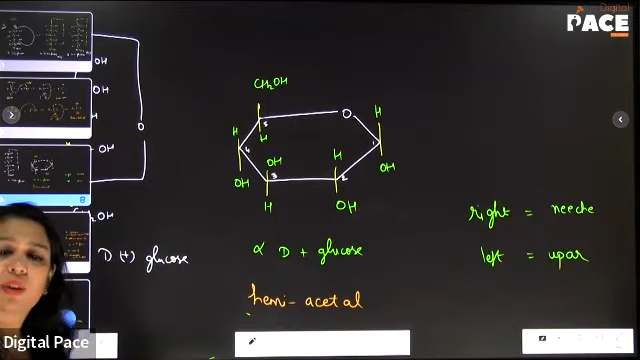 Digital
PACE
CH₂OH
OH
H
O
H
5
H
4
1
OH
O
OH
H
3
2
OH
OH
H
OH
OH
OH
H
right = neeche
D (+) glucose
α D + glucose
left = upar
hemi-acetal
Digital Pace